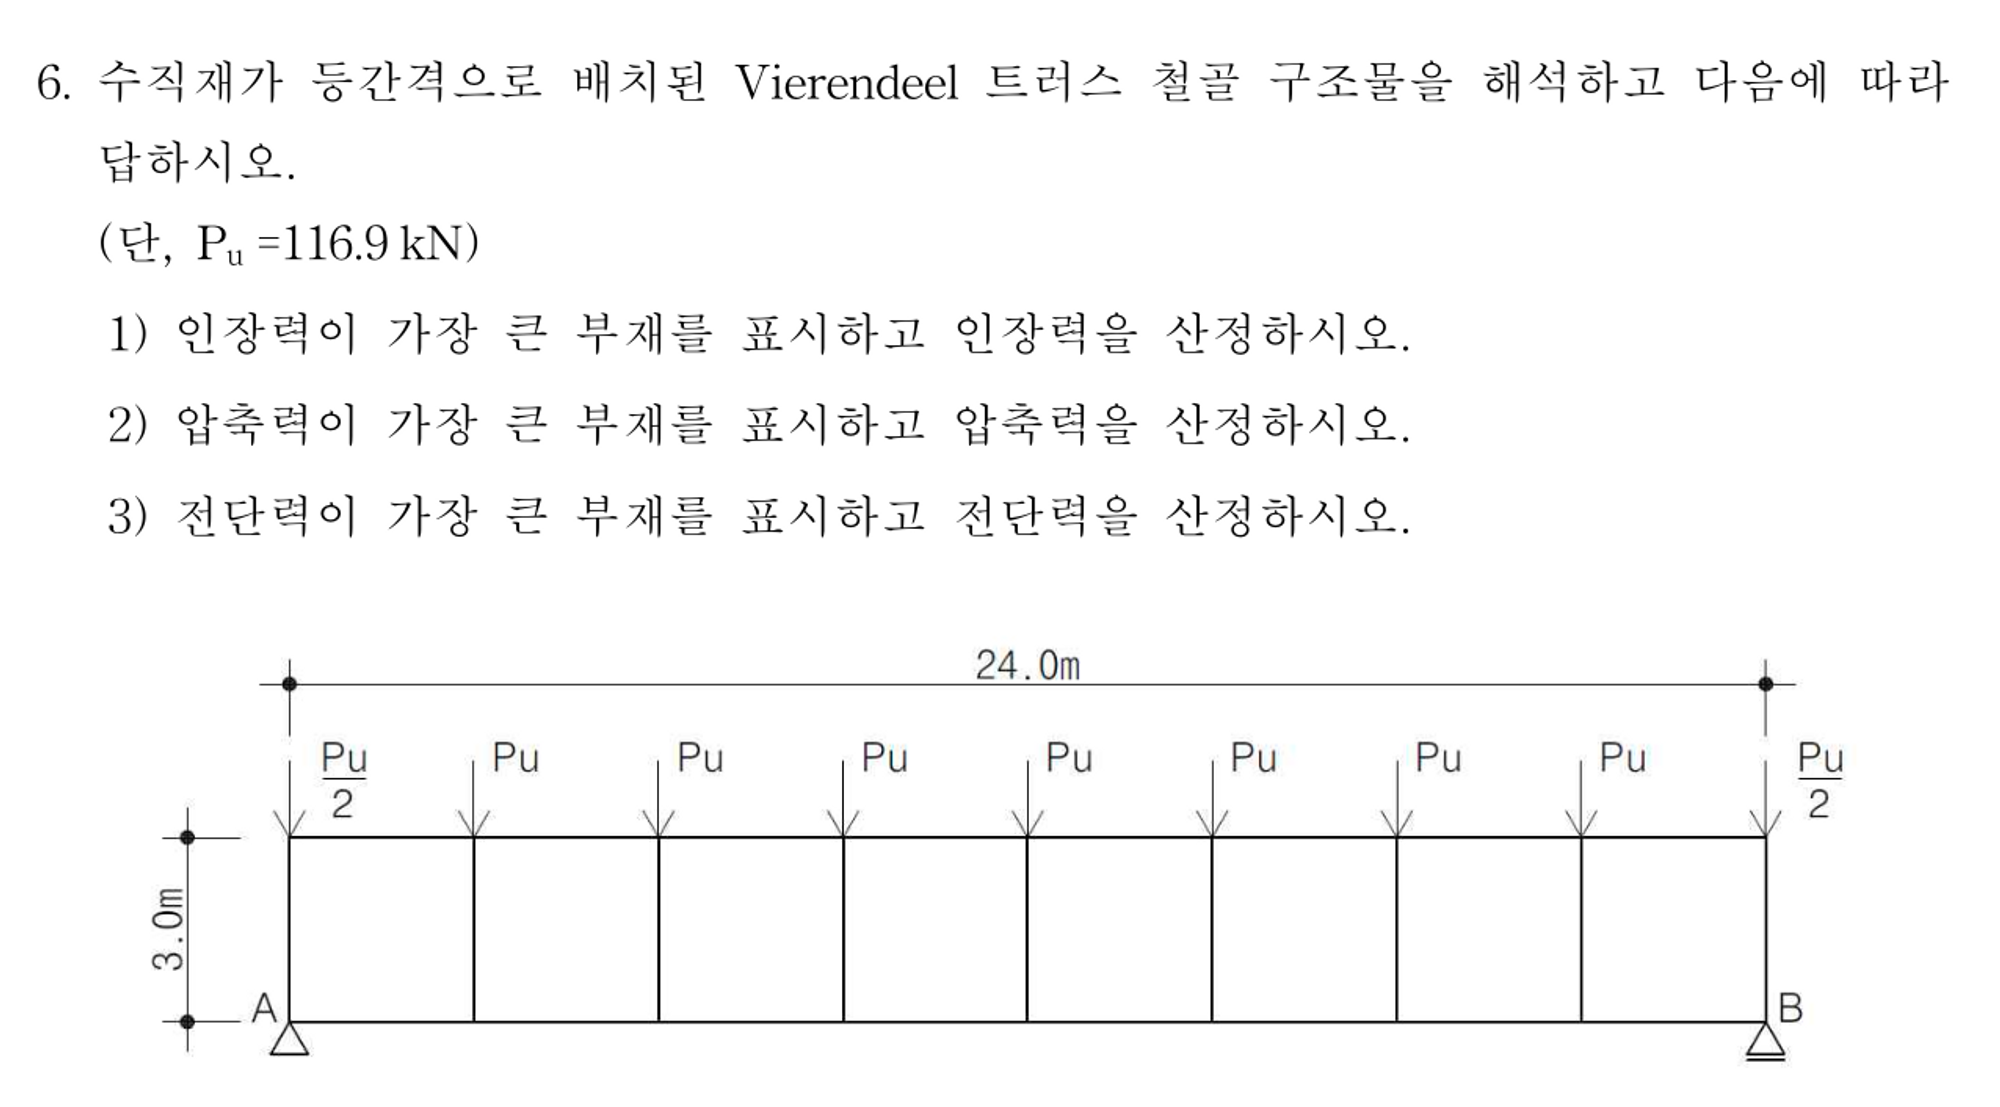 6. 수직재가 등간격으로 배치된 Vierendeel 트러스 철골 구조물을 해석하고 다음에 따라
답하시오.
(단, Pu =116.9 kN)
1) 인장력이 가장 큰 부재를 표시하고 인장력을 산정하시오.
2) 압축력이 가장 큰 부재를 표시하고 압축력을 산정하시오.
3) 전단력이 가장 큰 부재를 표시하고 전단력을 산정하시오.
24.0m
Pu/2 Pu Pu Pu Pu Pu Pu Pu Pu/2
3.0m
A B